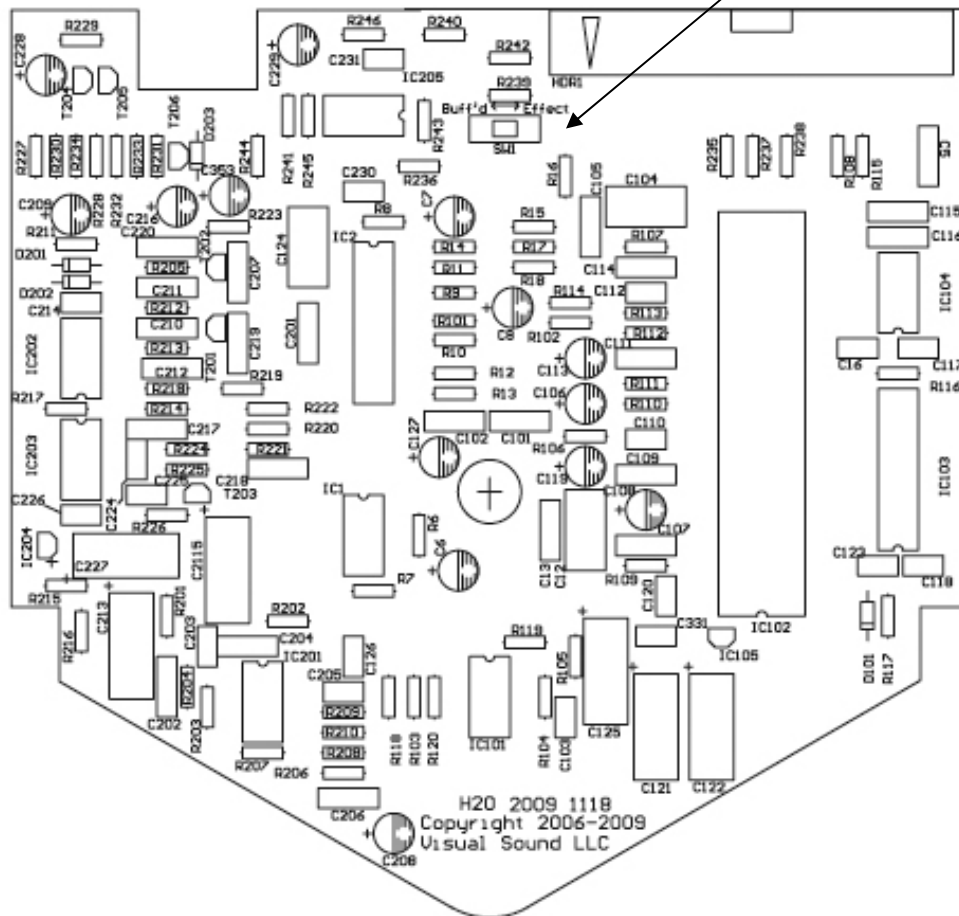 R229
C228
T204
T205
T206
D203
R246
R240
C229
C231
IC205
R242
R239
HDR1
Buff'd Effect
SW1
R243
R227
R230
R234
R228
R232
R233
R231
C353
R244
R241
R245
R236
C230
R16
C105
C104
R235
R237
R238
R108
R115
C5
C209
R211
C216
C220
T202
R223
C124
IC2
R8
C7
R15
R14
R17
R11
R18
R107
C114
C115
C116
D201
D202
C214
R205
C211
R212
C210
R213
C212
R218
R214
C207
C219
T201
C201
R219
R9
R101
R10
C8
R114
R102
C112
R113
R112
C111
IC104
C16
C117
R116
IC202
R217
R222
R220
R221
R12
R13
C113
C106
R111
R110
C110
IC203
C217
R224
R225
C218
C225
T203
C102
C101
C127
R106
C119
C109
C108
IC103
C226
C224
R226
IC204
C227
R215
C2115
IC1
R6
C6
R7
C13
C12
C107
R109
C120
C123
C118
R216
C213
R201
C203
R202
C204
IC201
C126
R119
R105
C331
IC105
IC102
D101
R117
C202
R204
R203
R207
R206
C205
R209
R210
R208
R118
R103
R120
IC101
R104
C103
C125
C121
C122
C206
C208
H2O 2009 1118
Copyright 2006-2009
Visual Sound LLC